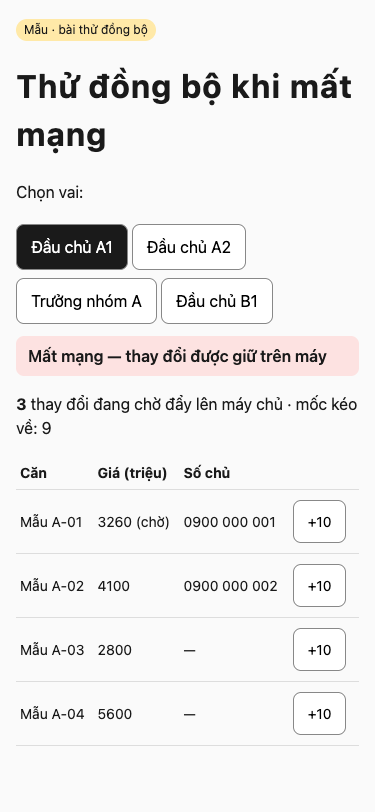 Mẫu · bài thử đồng bộ
Thử đồng bộ khi mất
mạng
Chọn vai:
Đầu chủ A1 Đầu chủ A2
Trưởng nhóm A Đầu chủ B1
Mất mạng — thay đổi được giữ trên máy
3 thay đổi đang chờ đẩy lên máy chủ · mốc kéo
về: 9
Căn Giá (triệu) Số chủ
Mẫu A-01 3260 (chờ) 0900 000 001 +10
Mẫu A-02 4100 0900 000 002 +10
Mẫu A-03 2800 — +10
Mẫu A-04 5600 — +10